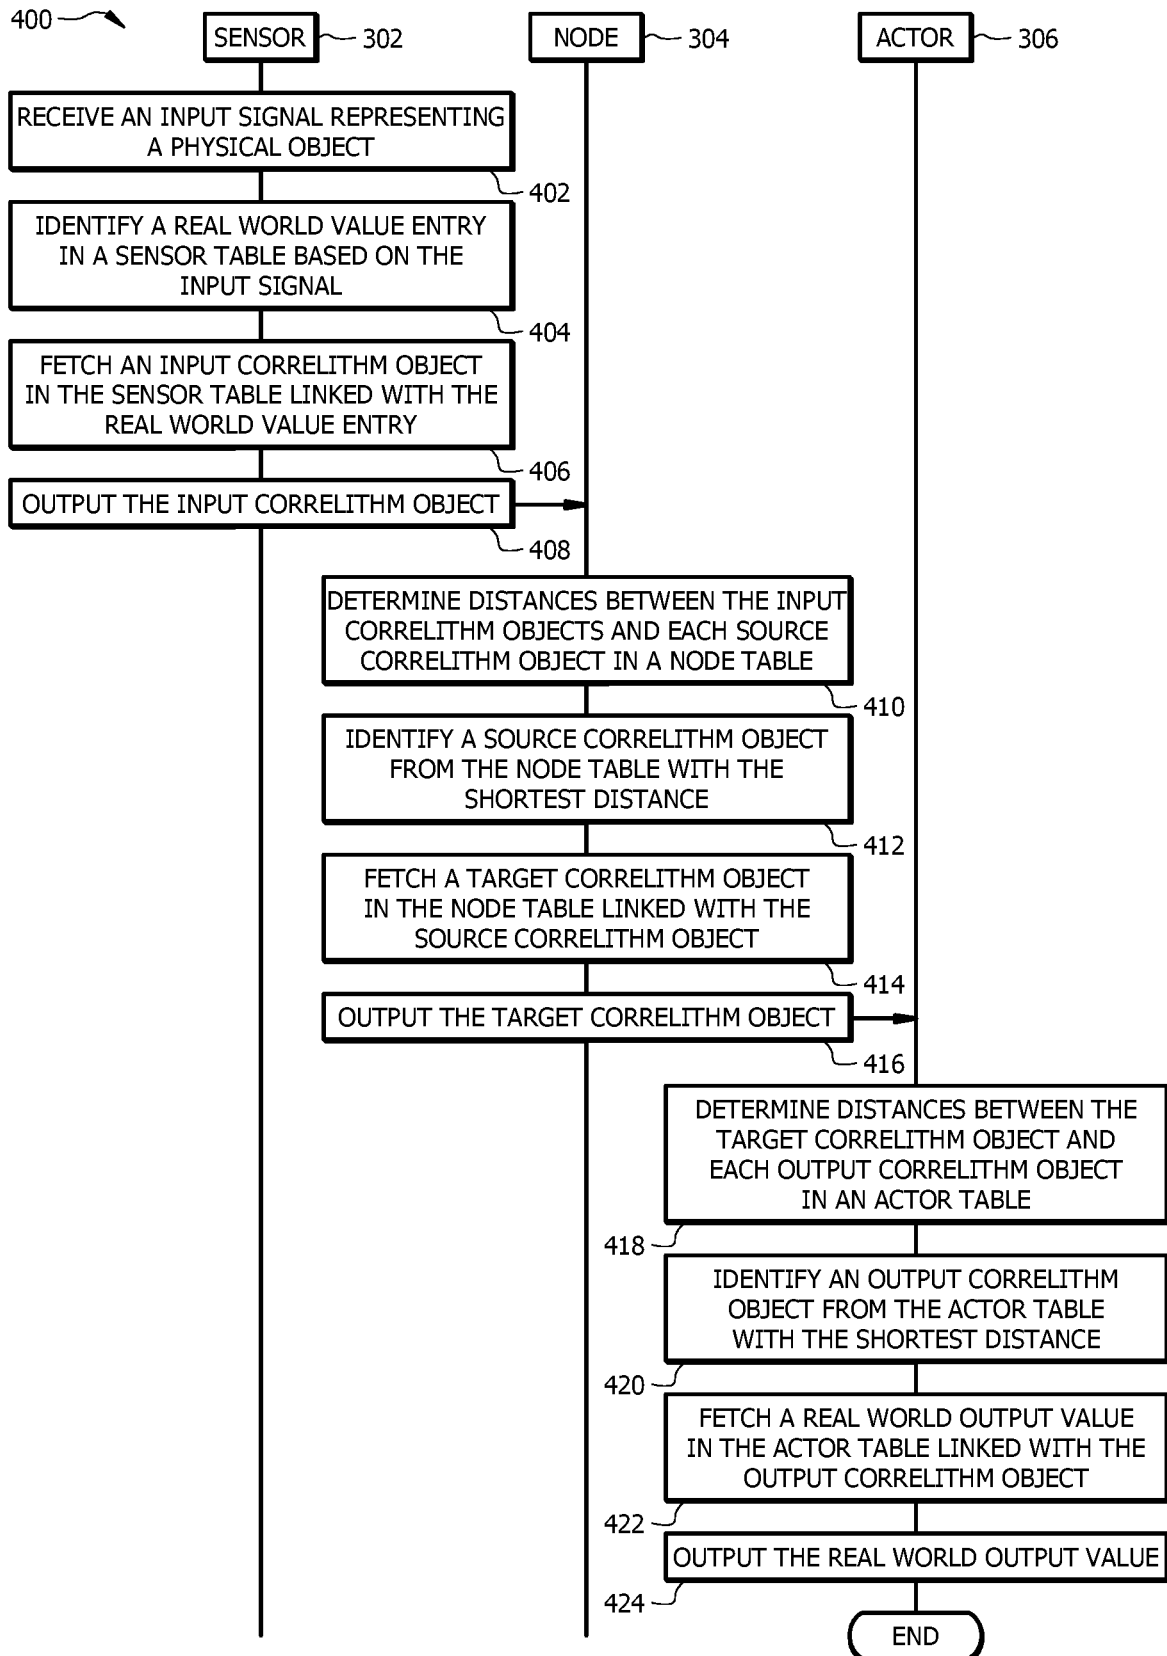 400
SENSOR
302
NODE
304
ACTOR
306
RECEIVE AN INPUT SIGNAL REPRESENTING
A PHYSICAL OBJECT
402
IDENTIFY A REAL WORLD VALUE ENTRY
IN A SENSOR TABLE BASED ON THE
INPUT SIGNAL
404
FETCH AN INPUT CORRELITHM OBJECT
IN THE SENSOR TABLE LINKED WITH THE
REAL WORLD VALUE ENTRY
406
OUTPUT THE INPUT CORRELITHM OBJECT
408
DETERMINE DISTANCES BETWEEN THE INPUT
CORRELITHM OBJECTS AND EACH SOURCE
CORRELITHM OBJECT IN A NODE TABLE
410
IDENTIFY A SOURCE CORRELITHM OBJECT
FROM THE NODE TABLE WITH THE
SHORTEST DISTANCE
412
FETCH A TARGET CORRELITHM OBJECT
IN THE NODE TABLE LINKED WITH THE
SOURCE CORRELITHM OBJECT
414
OUTPUT THE TARGET CORRELITHM OBJECT
416
DETERMINE DISTANCES BETWEEN THE
TARGET CORRELITHM OBJECT AND
EACH OUTPUT CORRELITHM OBJECT
IN AN ACTOR TABLE
418
IDENTIFY AN OUTPUT CORRELITHM
OBJECT FROM THE ACTOR TABLE
WITH THE SHORTEST DISTANCE
420
FETCH A REAL WORLD OUTPUT VALUE
IN THE ACTOR TABLE LINKED WITH THE
OUTPUT CORRELITHM OBJECT
422
OUTPUT THE REAL WORLD OUTPUT VALUE
424
END